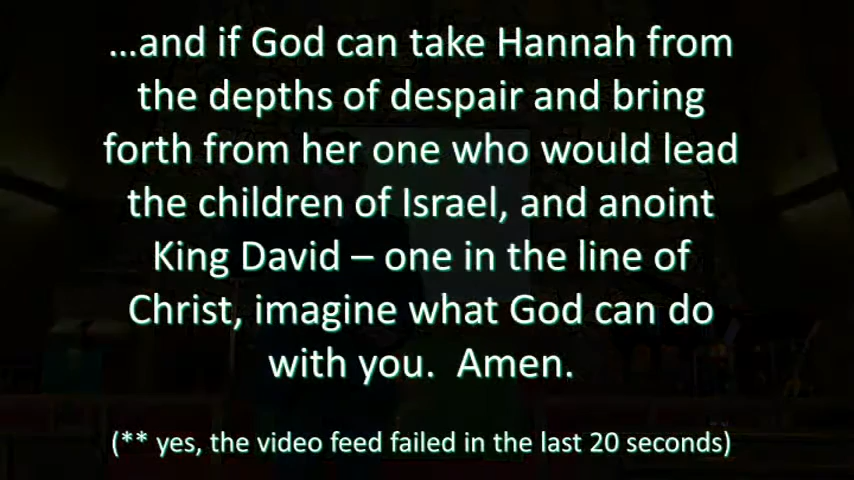 …and if God can take Hannah from
the depths of despair and bring
forth from her one who would lead
the children of Israel, and anoint
King David – one in the line of
Christ, imagine what God can do
with you.  Amen.
(** yes, the video feed failed in the last 20 seconds)